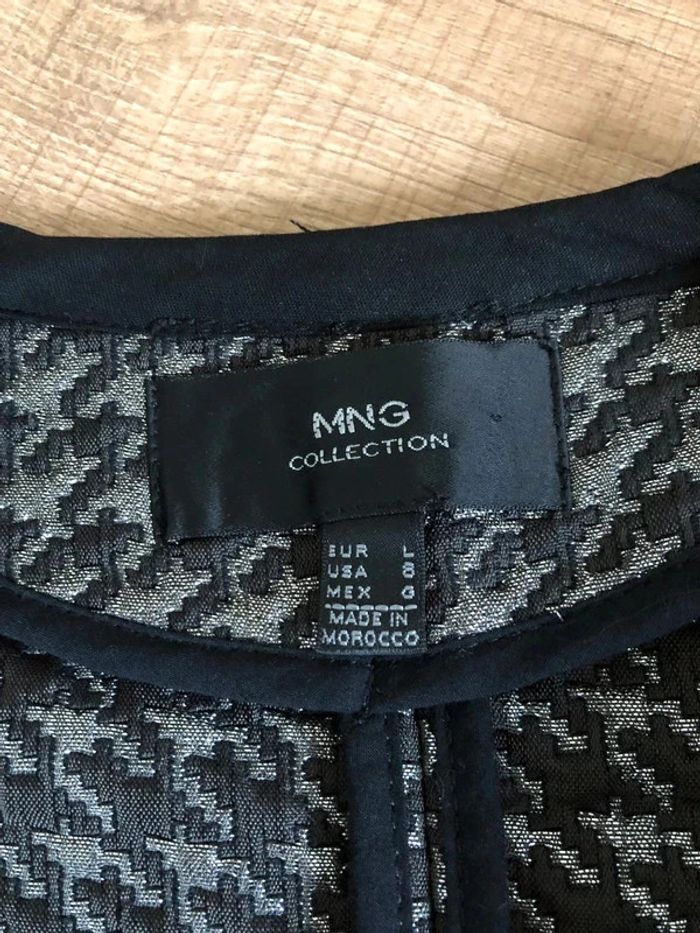 MNG
COLLECTION
EUR L
USA 8
MEX G
MADE IN
MOROCCO